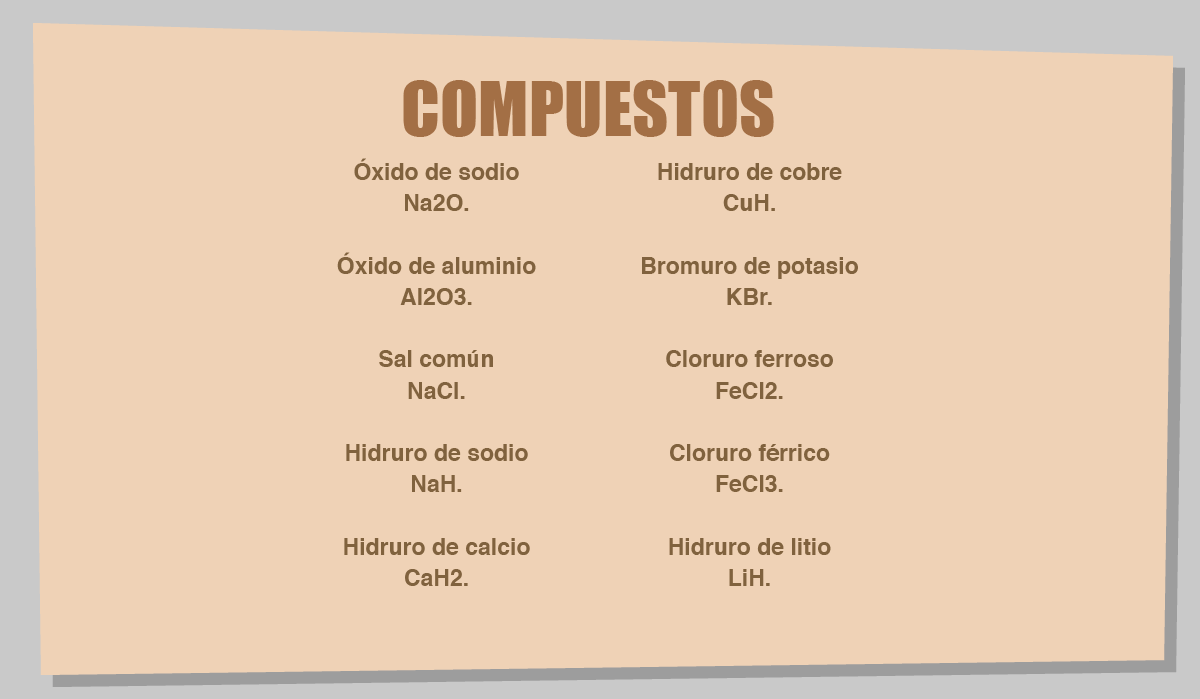 COMPUESTOS
Óxido de sodio
Na2O.
Óxido de aluminio
Al2O3.
Sal común
NaCl.
Hidruro de sodio
NaH.
Hidruro de calcio
CaH2.
Hidruro de cobre
CuH.
Bromuro de potasio
KBr.
Cloruro ferroso
FeCl2.
Cloruro férrico
FeCl3.
Hidruro de litio
LiH.